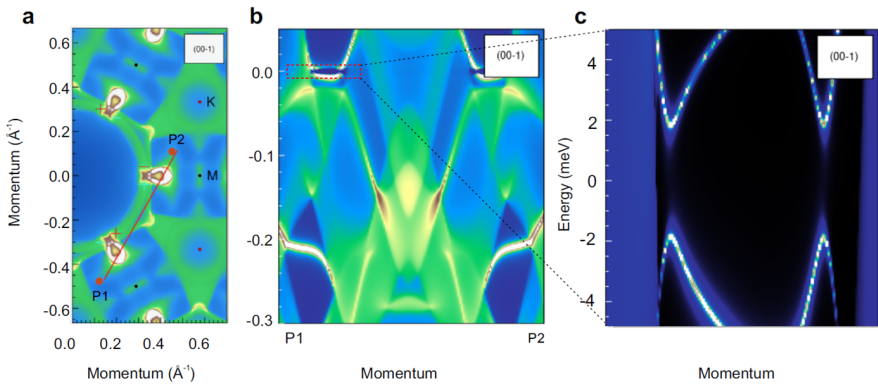 a
(00-1)
K
P2
M
P1
0.6
0.4
0.2
0.0
-0.2
-0.4
-0.6
0.0
0.2
0.4
0.6
Momentum (Å⁻¹)
Momentum (Å⁻¹)
b
(00-1)
0.0
-0.1
-0.2
-0.3
P1
P2
Momentum
c
(00-1)
4
2
0
-2
-4
Energy (meV)
Momentum